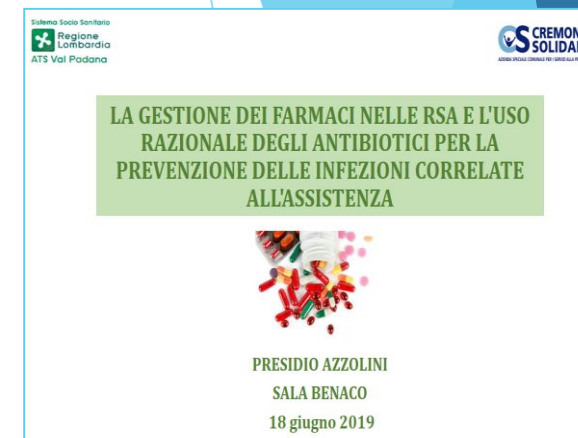 Sistema Socio Sanitario
Regione
Lombardia
ATS Val Padana
CREMON
SOLIDA
LA GESTIONE DEI FARMACI NELLE RSA E L'USO
RAZIONALE DEGLI ANTIBIOTICI PER LA
PREVENZIONE DELLE INFEZIONI CORRELATE
ALL'ASSISTENZA
PRESIDIO AZZOLINI
SALA BENACO
18 giugno 2019